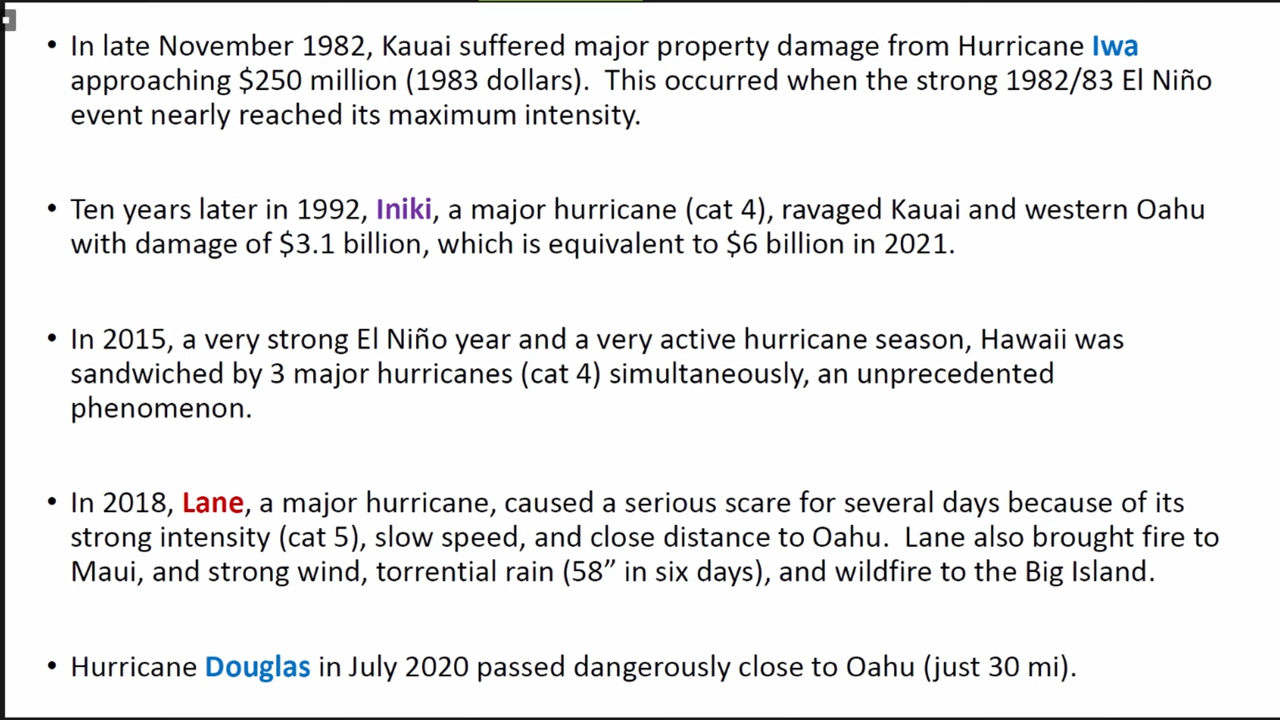 • In late November 1982, Kauai suffered major property damage from Hurricane Iwa
approaching $250 million (1983 dollars).  This occurred when the strong 1982/83 El Niño
event nearly reached its maximum intensity.
• Ten years later in 1992, Iniki, a major hurricane (cat 4), ravaged Kauai and western Oahu
with damage of $3.1 billion, which is equivalent to $6 billion in 2021.
• In 2015, a very strong El Niño year and a very active hurricane season, Hawaii was
sandwiched by 3 major hurricanes (cat 4) simultaneously, an unprecedented
phenomenon.
• In 2018, Lane, a major hurricane, caused a serious scare for several days because of its
strong intensity (cat 5), slow speed, and close distance to Oahu.  Lane also brought fire to
Maui, and strong wind, torrential rain (58” in six days), and wildfire to the Big Island.
• Hurricane Douglas in July 2020 passed dangerously close to Oahu (just 30 mi).